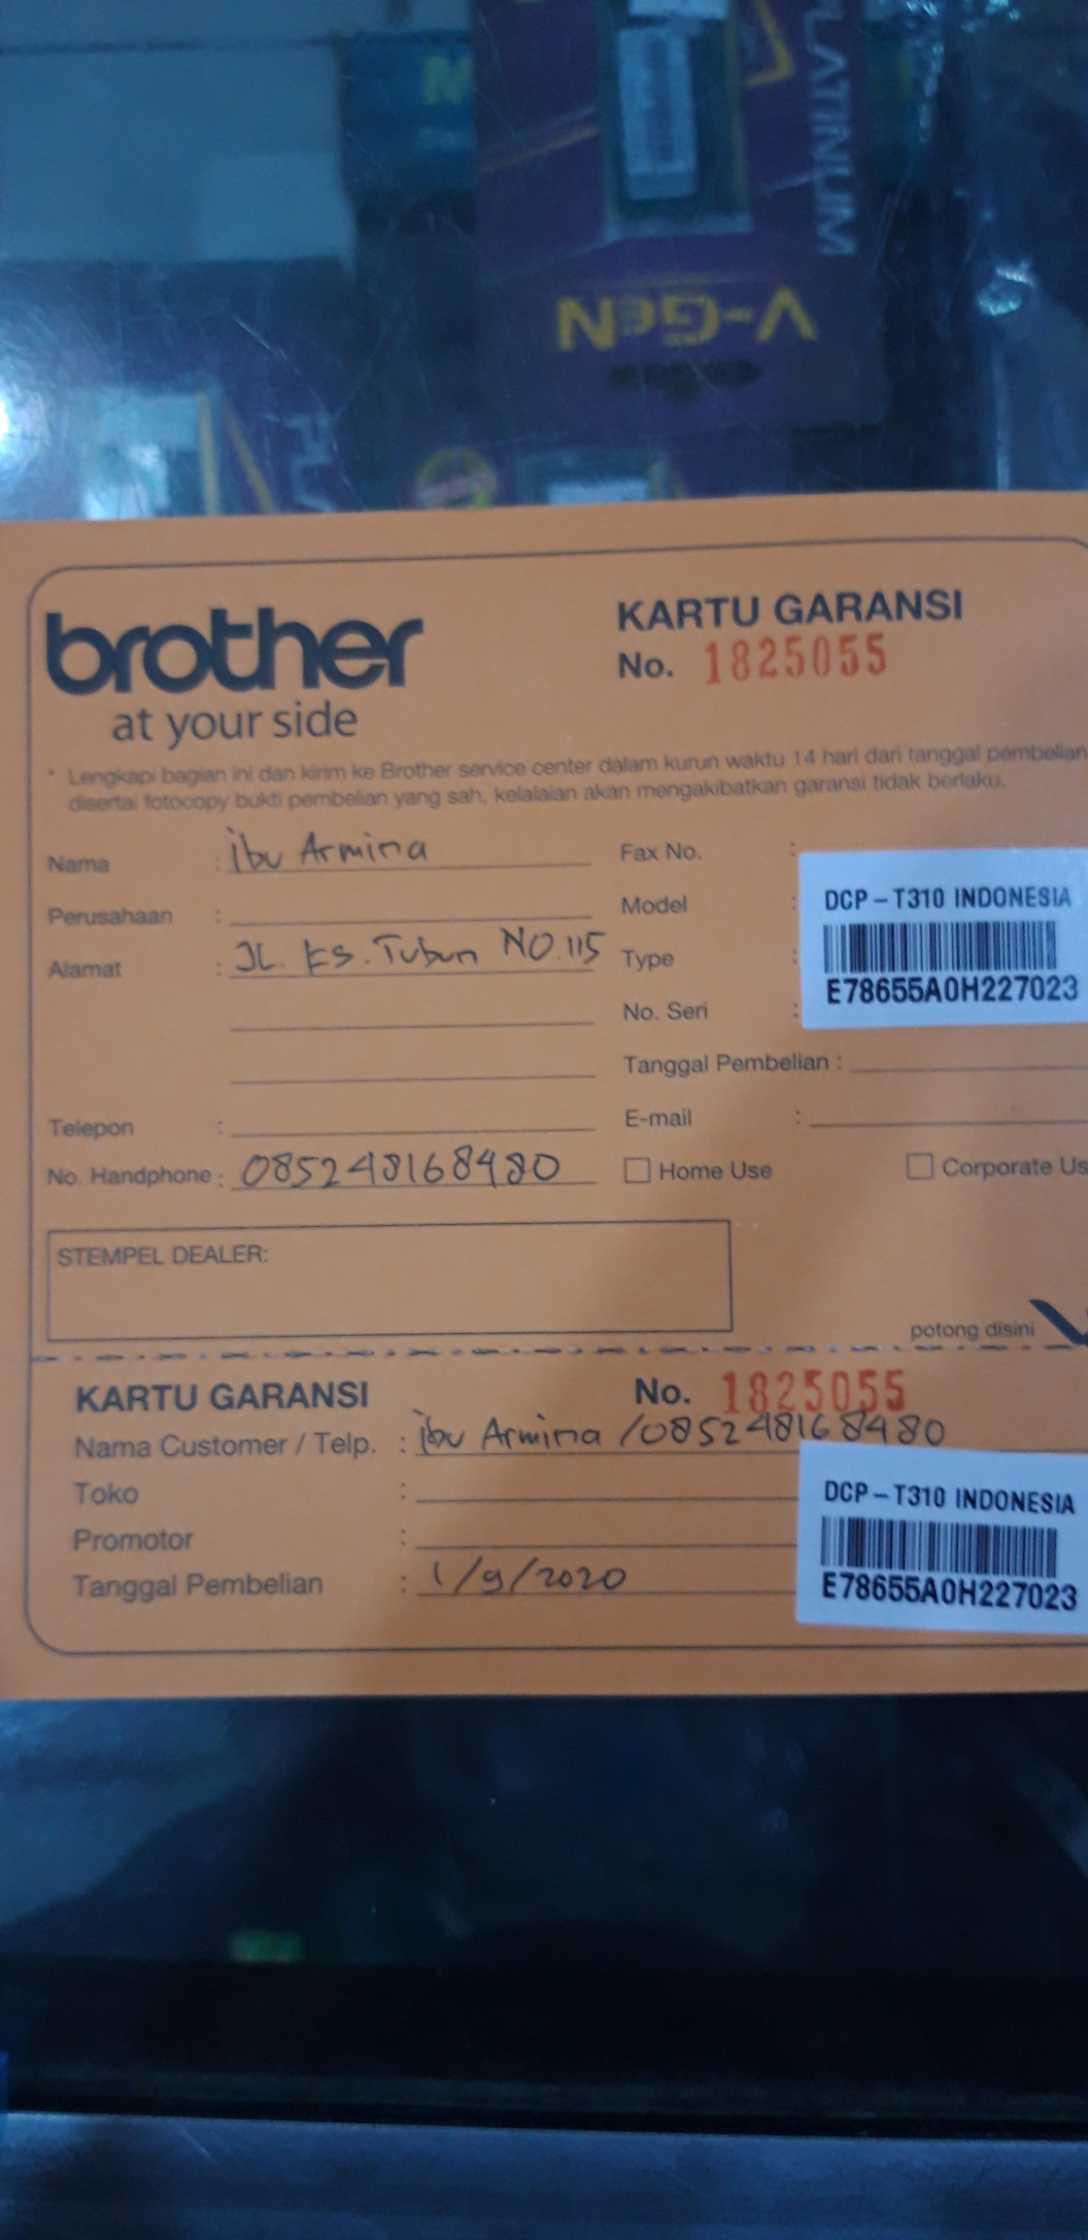 PLATINUM
V-GEN
brother
at your side
KARTU GARANSI
No. 1825055
* Lengkapi bagian ini dan kirim ke Brother service center dalam kurun waktu 14 hari dari tanggal pembelian
disertai fotocopy bukti pembelian yang sah, kelalaian akan mengakibatkan garansi tidak berlaku.
Nama : ibu Armina
Perusahaan :
Alamat : JL. KS. Tubun NO. 115
Telepon :
No. Handphone : 085248168480
Fax No. :
Model :
Type :
No. Seri :
DCP-T310 INDONESIA
E78655A0H227023
Tanggal Pembelian :
E-mail :
Home Use Corporate Us
STEMPEL DEALER:
potong disini
KARTU GARANSI No. 1825055
Nama Customer / Telp. : ibu Armina / 085248168480
Toko :
Promotor :
Tanggal Pembelian : 1/9/2020
DCP-T310 INDONESIA
E78655A0H227023